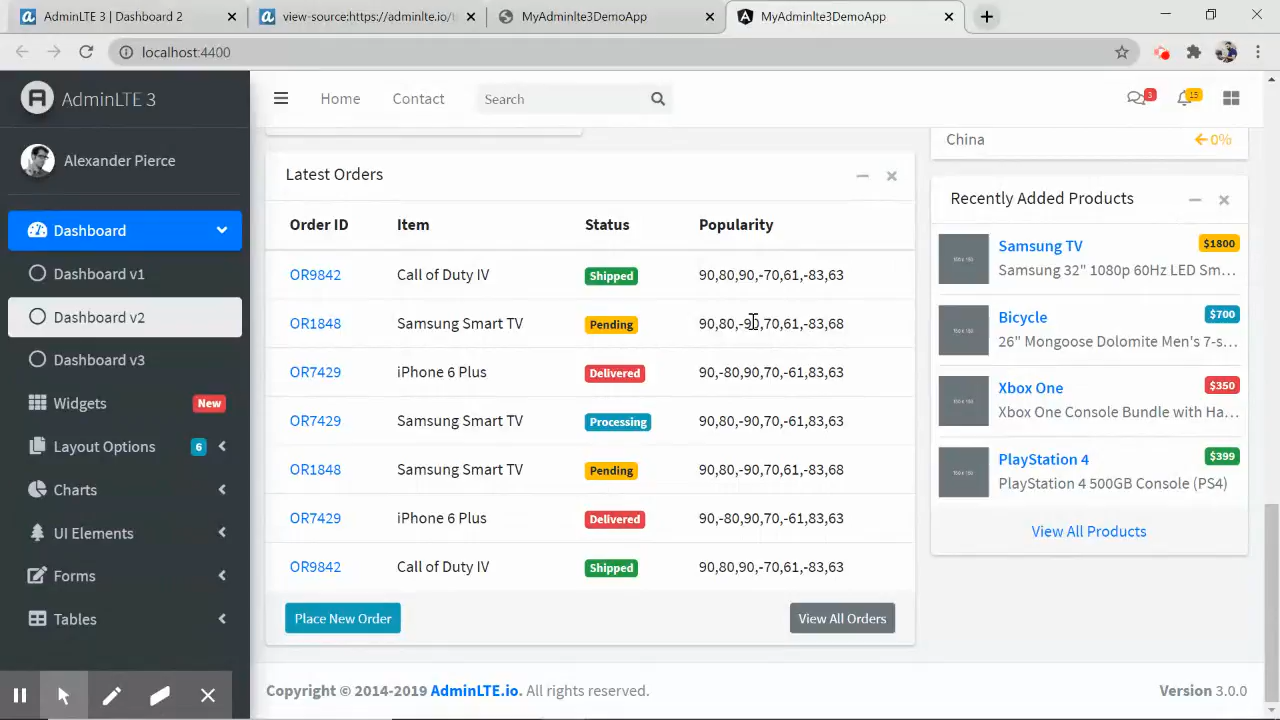 AdminLTE 3 | Dashboard 2
view-source:https://adminlte.io/t
MyAdminlte3DemoApp
MyAdminlte3DemoApp
localhost:4400
AdminLTE 3
Home
Contact
Search
3
15
Alexander Pierce
Dashboard
Dashboard v1
Dashboard v2
Dashboard v3
Widgets New
Layout Options 6
Charts
UI Elements
Forms
Tables
China 0%
Latest Orders
Order ID Item Status Popularity
OR9842 Call of Duty IV Shipped 90,80,90,-70,61,-83,63
OR1848 Samsung Smart TV Pending 90,80,-90,70,61,-83,68
OR7429 iPhone 6 Plus Delivered 90,-80,90,70,-61,83,63
OR7429 Samsung Smart TV Processing 90,80,-90,70,-61,83,63
OR1848 Samsung Smart TV Pending 90,80,-90,70,61,-83,68
OR7429 iPhone 6 Plus Delivered 90,-80,90,70,-61,83,63
OR9842 Call of Duty IV Shipped 90,80,90,-70,61,-83,63
Place New Order
View All Orders
Recently Added Products
Samsung TV $1800
Samsung 32" 1080p 60Hz LED Sm...
Bicycle $700
26" Mongoose Dolomite Men's 7-s...
Xbox One $350
Xbox One Console Bundle with Ha...
PlayStation 4 $399
PlayStation 4 500GB Console (PS4)
View All Products
Copyright © 2014-2019 AdminLTE.io. All rights reserved.
Version 3.0.0